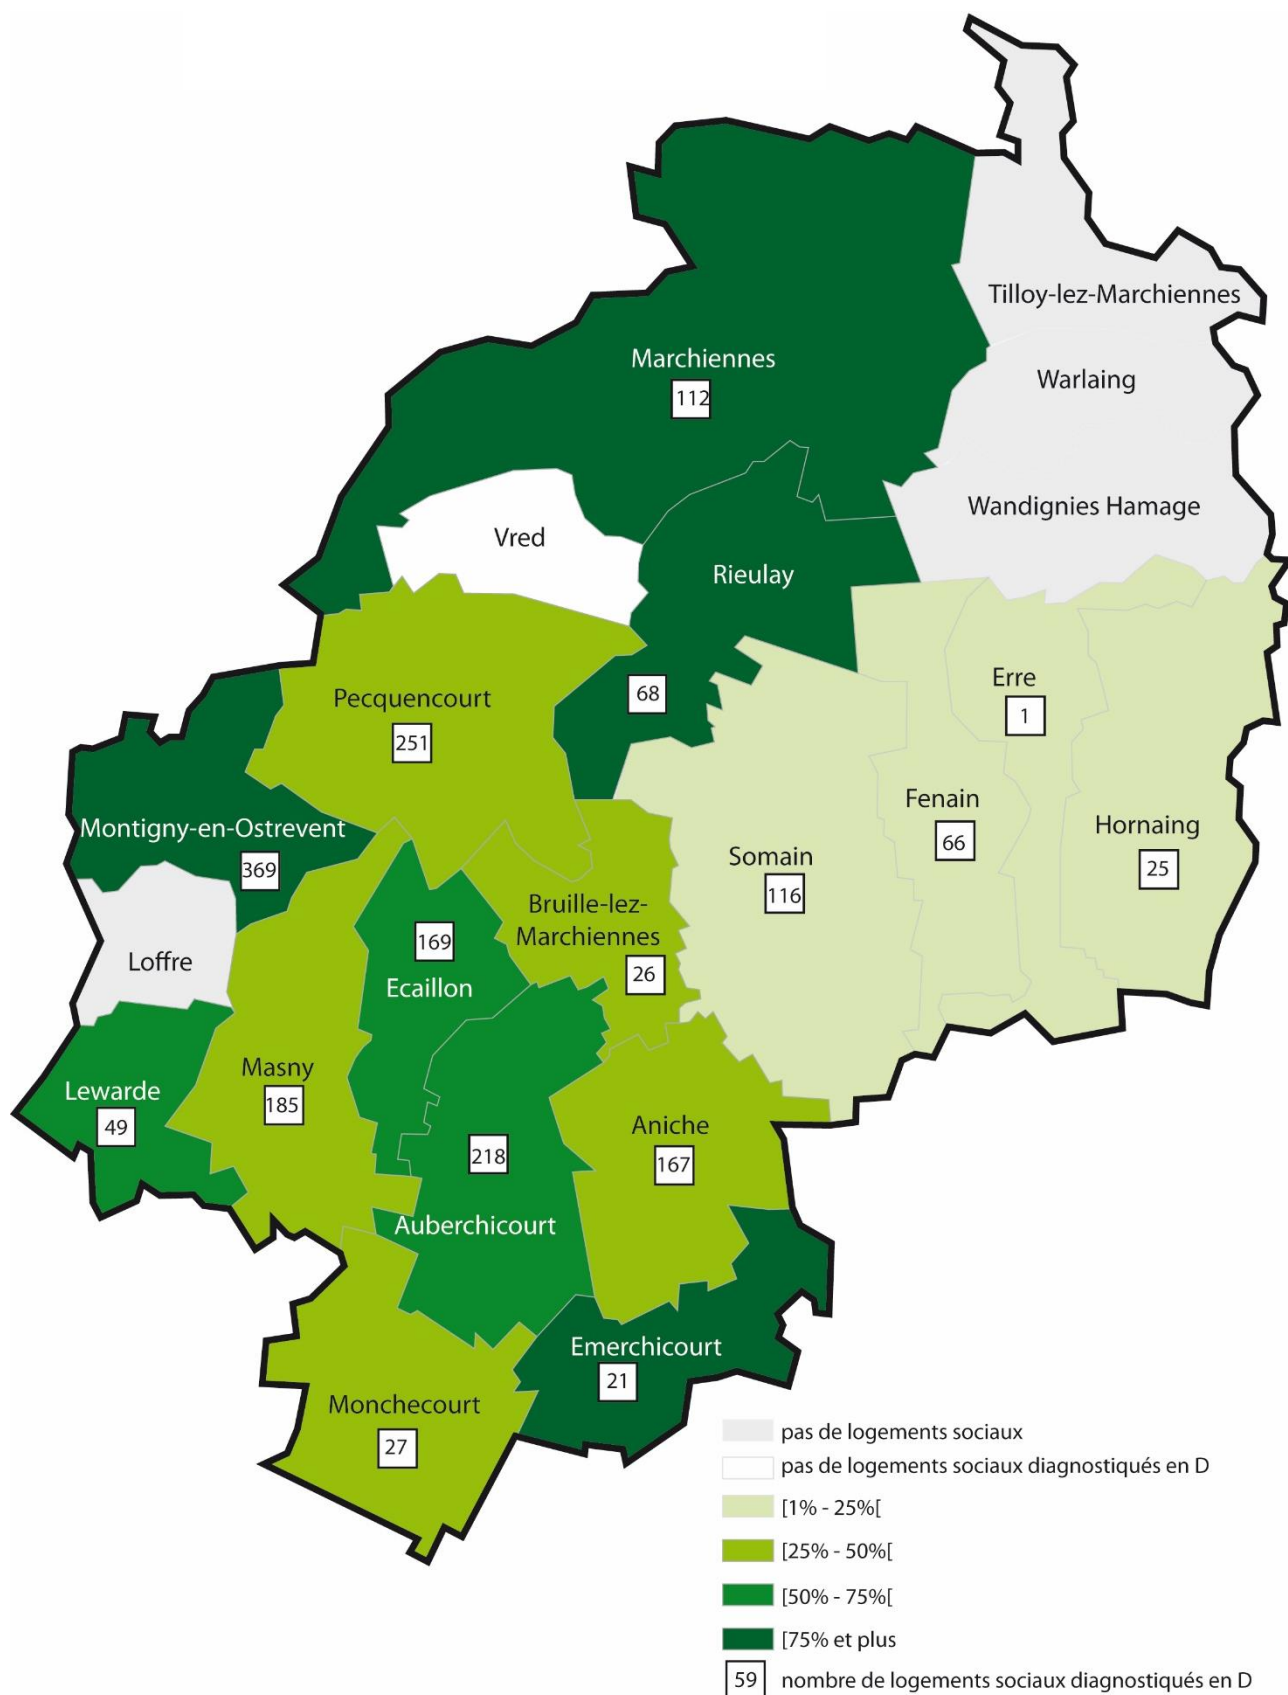 Tilloy-lez-Marchiennes
Marchiennes
112
Warlaing
Wandignies Hamage
Vred
Rieulay
68
Erre
1
Pecquencourt
251
Fenain
66
Hornaing
25
Montigny-en-Ostrevent
369
Somain
116
Bruille-lez-
Marchiennes
26
169
Ecaillon
Loffre
Masny
185
Lewarde
49
Aniche
167
218
Auberchicourt
Emerchicourt
21
Monchecourt
27
pas de logements sociaux
pas de logements sociaux diagnostiqués en D
[1% - 25%[
[25% - 50%[
[50% - 75%[
[75% et plus
59 nombre de logements sociaux diagnostiqués en D